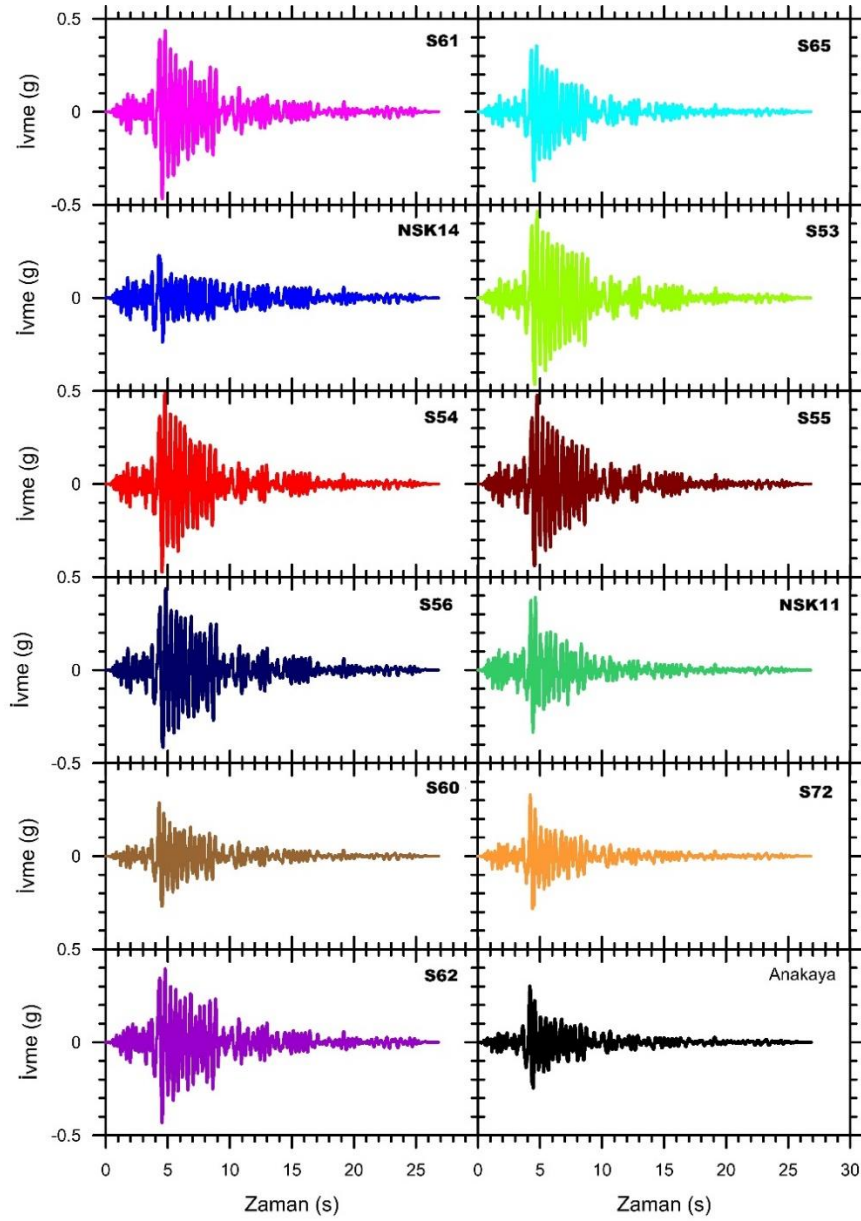 0.5
S61
S65
İvme (g)
0
-0.5
NSK14
S53
İvme (g)
0
0.5
S54
S55
İvme (g)
0
0.5
S56
NSK11
İvme (g)
0
-0.5
S60
S72
İvme (g)
0
0.5
S62
Anakaya
İvme (g)
0
-0.5
0 5 10 15 20 25 0 5 10 15 20 25 30
Zaman (s) Zaman (s)